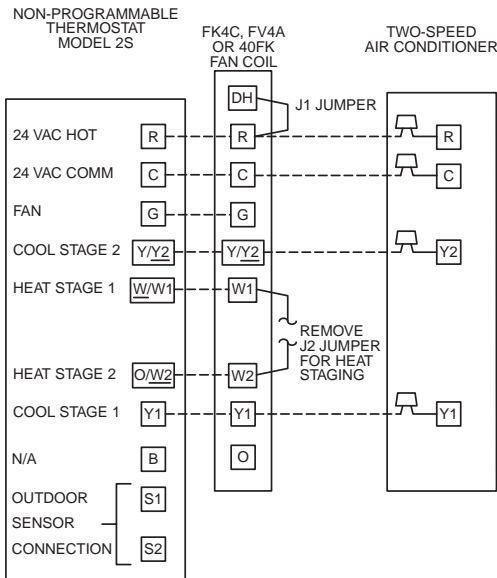 NON-PROGRAMMABLE
THERMOSTAT
MODEL 2S
FK4C, FV4A
OR 40FK
FAN COIL
TWO-SPEED
AIR CONDITIONER
DH
J1 JUMPER
24 VAC HOT R R R
24 VAC COMM C C C
FAN G G
COOL STAGE 2 Y/Y2 Y/Y2 Y2
HEAT STAGE 1 W/W1 W1
REMOVE
J2 JUMPER
FOR HEAT
STAGING
HEAT STAGE 2 O/W2 W2
COOL STAGE 1 Y1 Y1 Y1
N/A B O
OUTDOOR S1
SENSOR
CONNECTION S2